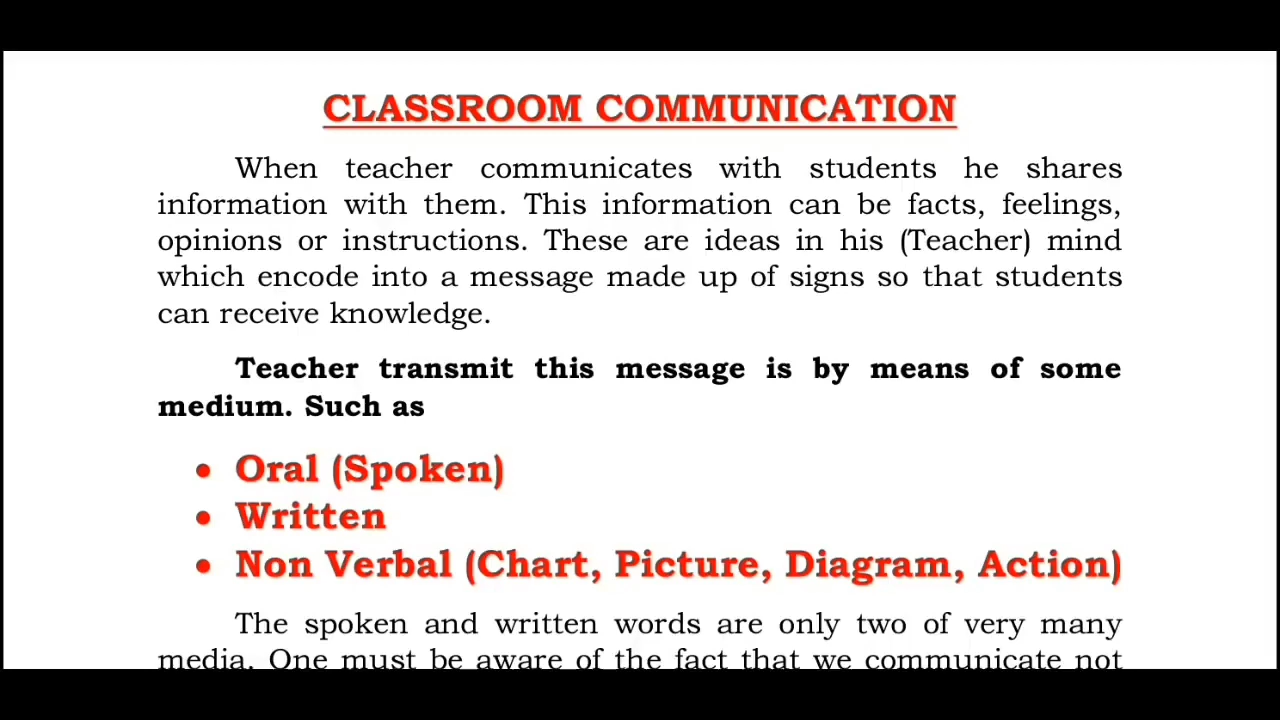 CLASSROOM COMMUNICATION
When teacher communicates with students he shares
information with them. This information can be facts, feelings,
opinions or instructions. These are ideas in his (Teacher) mind
which encode into a message made up of signs so that students
can receive knowledge.
Teacher transmit this message is by means of some
medium. Such as
• Oral (Spoken)
• Written
• Non Verbal (Chart, Picture, Diagram, Action)
The spoken and written words are only two of very many
media. One must be aware of the fact that we communicate not